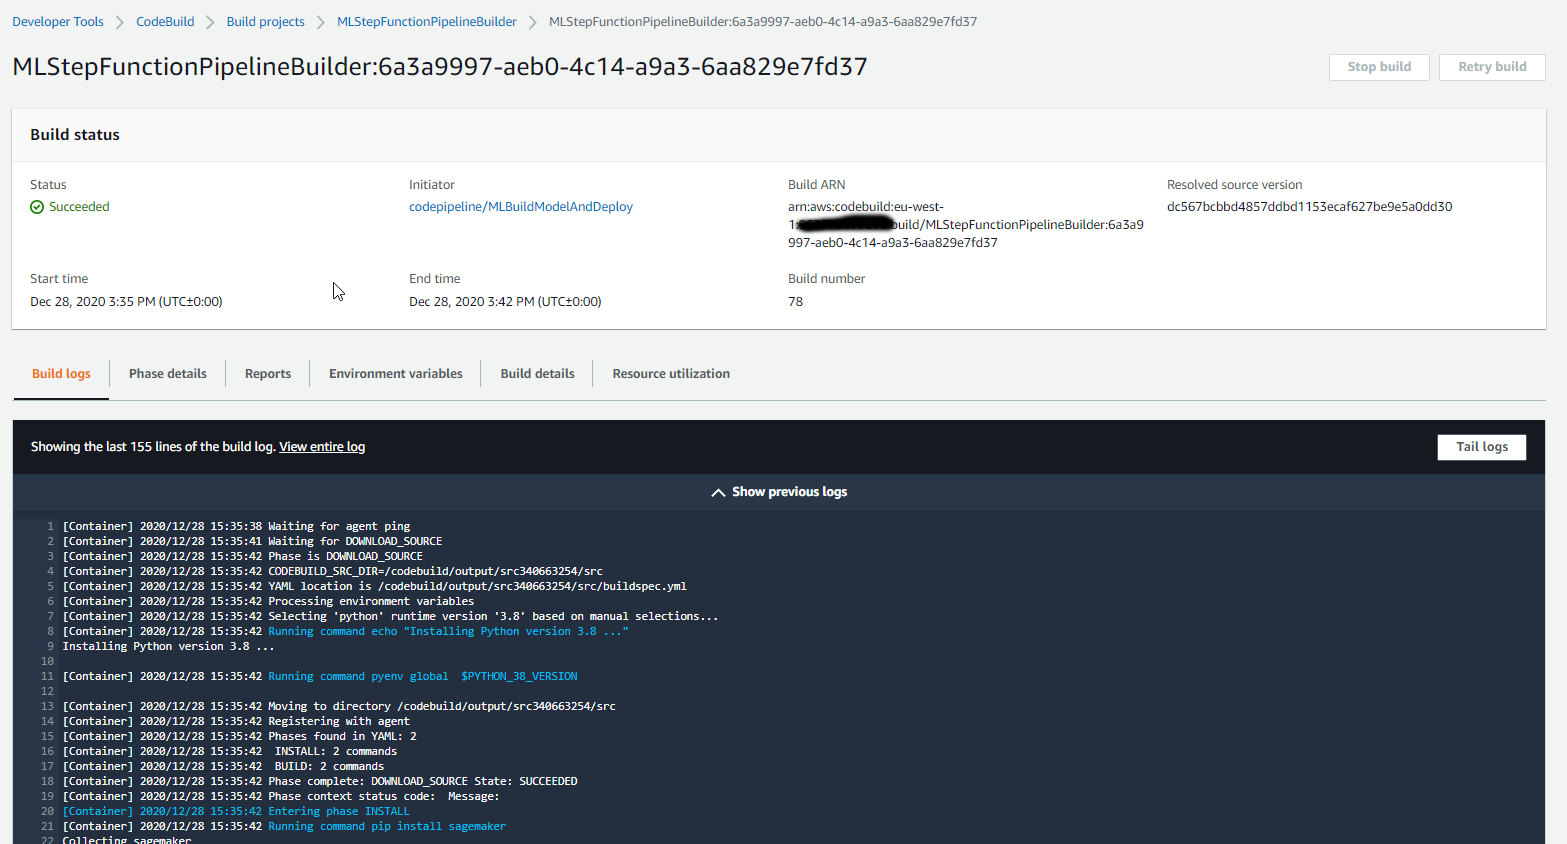 Developer Tools > CodeBuild > Build projects > MLStepFunctionPipelineBuilder > MLStepFunctionPipelineBuilder:6a3a9997-aeb0-4c14-a9a3-6aa829e7fd37
MLStepFunctionPipelineBuilder:6a3a9997-aeb0-4c14-a9a3-6aa829e7fd37
Stop build
Retry build
Build status
Status
Succeeded
Initiator
codepipeline/MLBuildModelAndDeploy
Build ARN
arn:aws:codebuild:eu-west-
1: build/MLStepFunctionPipelineBuilder:6a3a9
997-aeb0-4c14-a9a3-6aa829e7fd37
Resolved source version
dc567bcbbd4857ddbd1153ecaf627be9e5a0dd30
Start time
Dec 28, 2020 3:35 PM (UTC±0:00)
End time
Dec 28, 2020 3:42 PM (UTC±0:00)
Build number
78
Build logs
Phase details
Reports
Environment variables
Build details
Resource utilization
Showing the last 155 lines of the build log. View entire log
Tail logs
Show previous logs
1 [Container] 2020/12/28 15:35:38 Waiting for agent ping
2 [Container] 2020/12/28 15:35:41 Waiting for DOWNLOAD_SOURCE
3 [Container] 2020/12/28 15:35:42 Phase is DOWNLOAD_SOURCE
4 [Container] 2020/12/28 15:35:42 CODEBUILD_SRC_DIR=/codebuild/output/src340663254/src
5 [Container] 2020/12/28 15:35:42 YAML location is /codebuild/output/src340663254/src/buildspec.yml
6 [Container] 2020/12/28 15:35:42 Processing environment variables
7 [Container] 2020/12/28 15:35:42 Selecting 'python' runtime version '3.8' based on manual selections...
8 [Container] 2020/12/28 15:35:42 Running command echo "Installing Python version 3.8 ..."
9 Installing Python version 3.8 ...
10
11 [Container] 2020/12/28 15:35:42 Running command pyenv global  $PYTHON_38_VERSION
12
13 [Container] 2020/12/28 15:35:42 Moving to directory /codebuild/output/src340663254/src
14 [Container] 2020/12/28 15:35:42 Registering with agent
15 [Container] 2020/12/28 15:35:42 Phases found in YAML: 2
16 [Container] 2020/12/28 15:35:42  INSTALL: 2 commands
17 [Container] 2020/12/28 15:35:42  BUILD: 2 commands
18 [Container] 2020/12/28 15:35:42 Phase complete: DOWNLOAD_SOURCE State: SUCCEEDED
19 [Container] 2020/12/28 15:35:42 Phase context status code:  Message:
20 [Container] 2020/12/28 15:35:42 Entering phase INSTALL
21 [Container] 2020/12/28 15:35:42 Running command pip install sagemaker
22 Collecting sagemaker